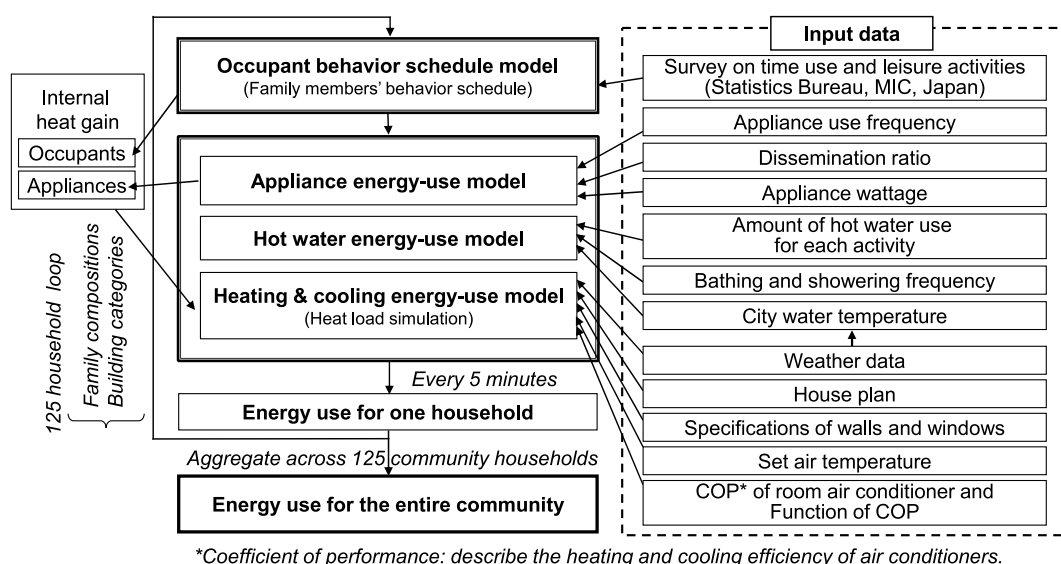 Input data
Occupant behavior schedule model
(Family members' behavior schedule)
Survey on time use and leisure activities
(Statistics Bureau, MIC, Japan)
Internal
heat gain
Occupants
Appliances
Appliance use frequency
Dissemination ratio
Appliance energy-use model
Appliance wattage
Hot water energy-use model
Amount of hot water use
for each activity
Bathing and showering frequency
Heating & cooling energy-use model
(Heat load simulation)
City water temperature
Weather data
125 household loop
Family compositions
Building categories
Every 5 minutes
House plan
Energy use for one household
Specifications of walls and windows
Aggregate across 125 community households
Set air temperature
Energy use for the entire community
COP* of room air conditioner and
Function of COP
*Coefficient of performance: describe the heating and cooling efficiency of air conditioners.